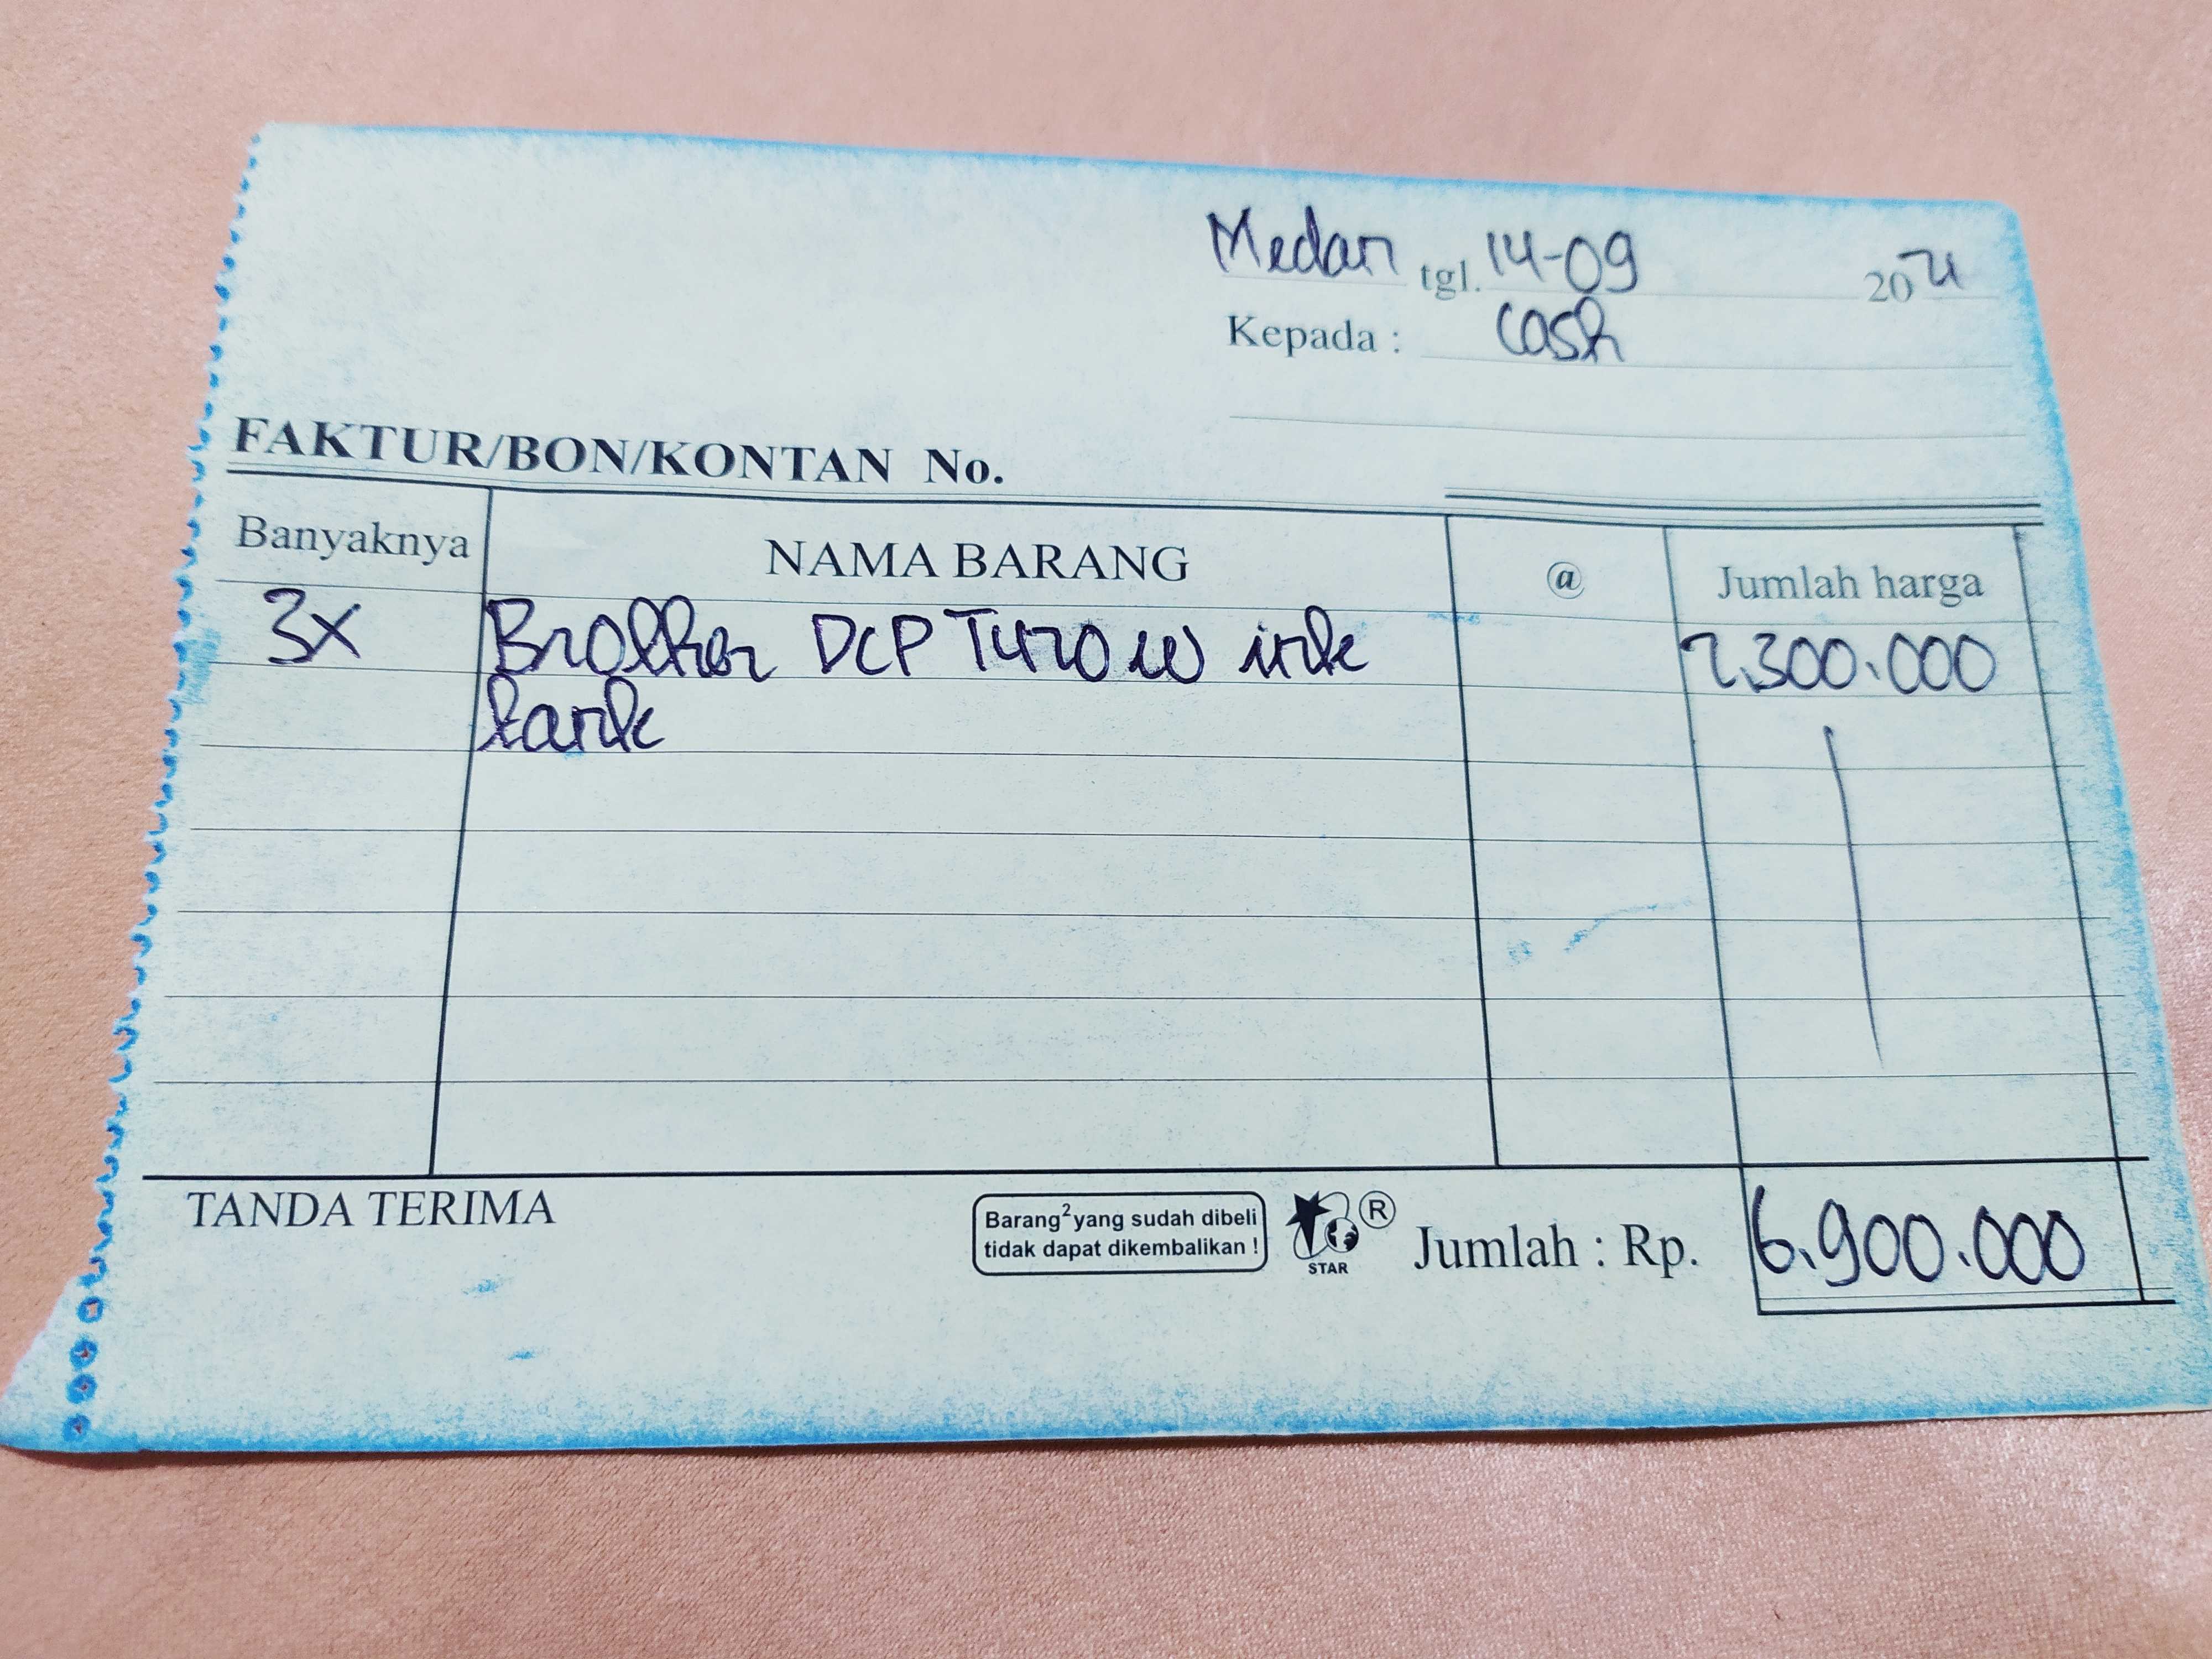 Medan tgl. 14-09 2024
Kepada : Cash
FAKTUR/BON/KONTAN No.
Banyaknya NAMA BARANG @ Jumlah harga
3x Brother DCP T420 W ink 2.300.000
tank
TANDA TERIMA
Barang² yang sudah dibeli
tidak dapat dikembalikan !
STAR
®
Jumlah : Rp. 6.900.000